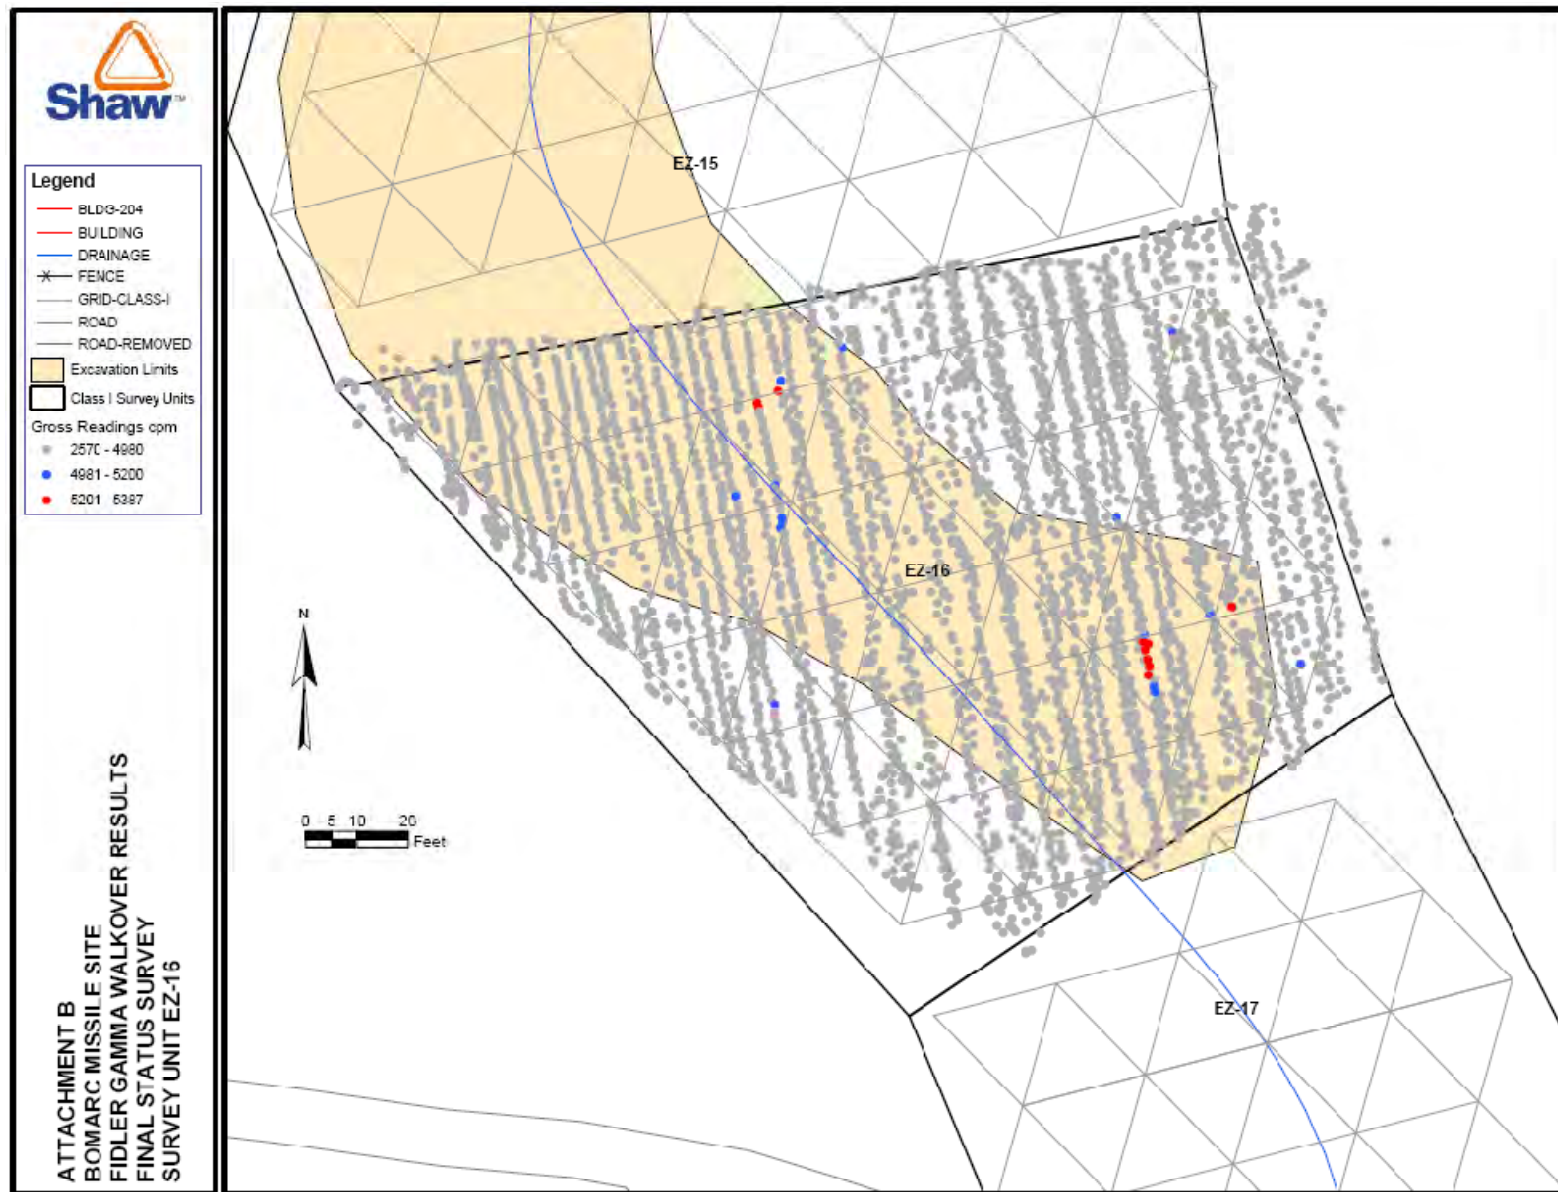 Shaw™
Legend
BLDG-204
BUILDING
DRAINAGE
FENCE
GRID-CLASS-I
ROAD
ROAD-REMOVED
Excavation Limits
Class I Survey Units
Gross Readings cpm
2570 - 4980
4981 - 5200
5201 - 5387
N
0 5 10 20
Feet
ATTACHMENT B
BOMARC MISSILE SITE
FIDLER GAMMA WALKOVER RESULTS
FINAL STATUS SURVEY
SURVEY UNIT EZ-16
EZ-15
EZ-16
EZ-17